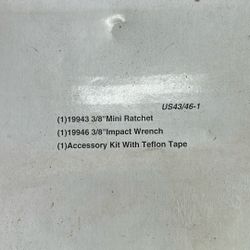 US43/46-1
(1)19943 3/8"Mini Ratchet
(1)19946 3/8"Impact Wrench
(1)Accessory Kit With Teflon Tape